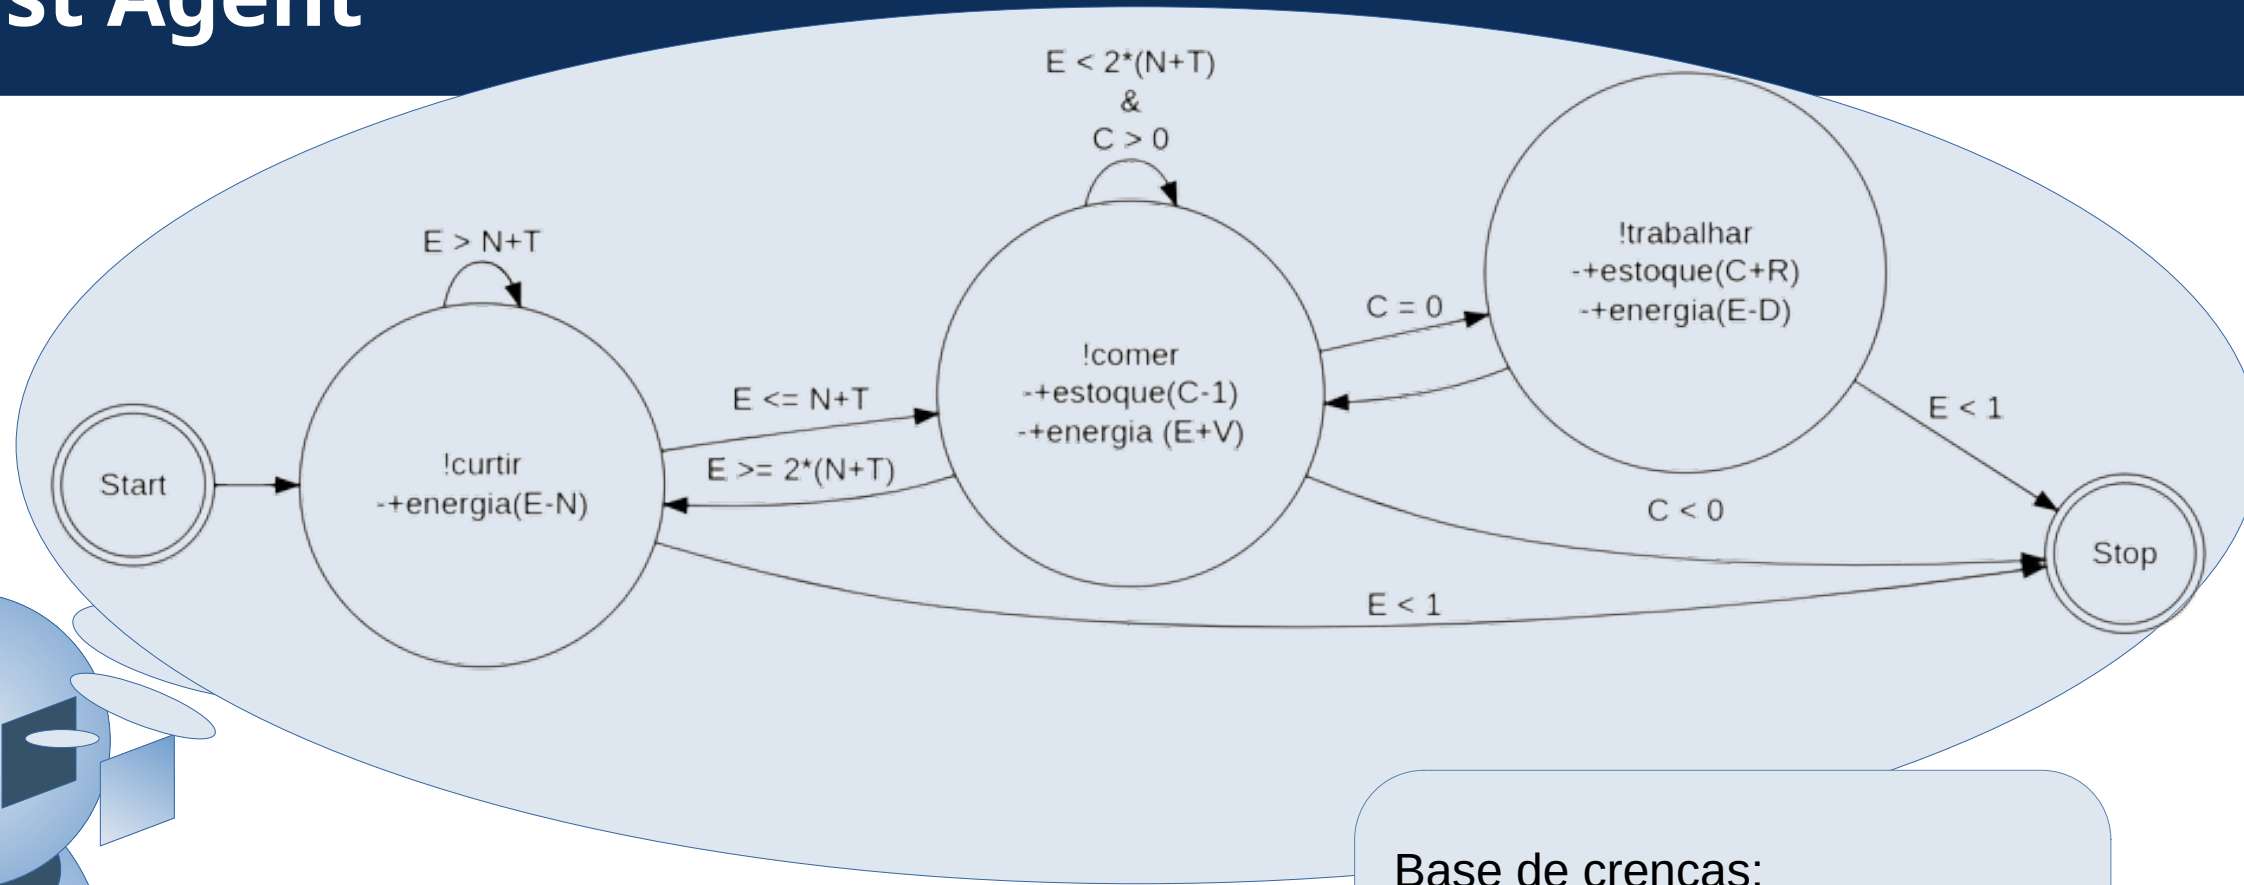 st Agent
E < 2*(N+T)
&
C > 0
E > N+T
!trabalhar
-+estoque(C+R)
-+energia(E-D)
C = 0
!comer
-+estoque(C-1)
-+energia (E+V)
E <= N+T
E < 1
E >= 2*(N+T)
!curtir
-+energia(E-N)
Start
C < 0
Stop
E < 1
Base de crenças: